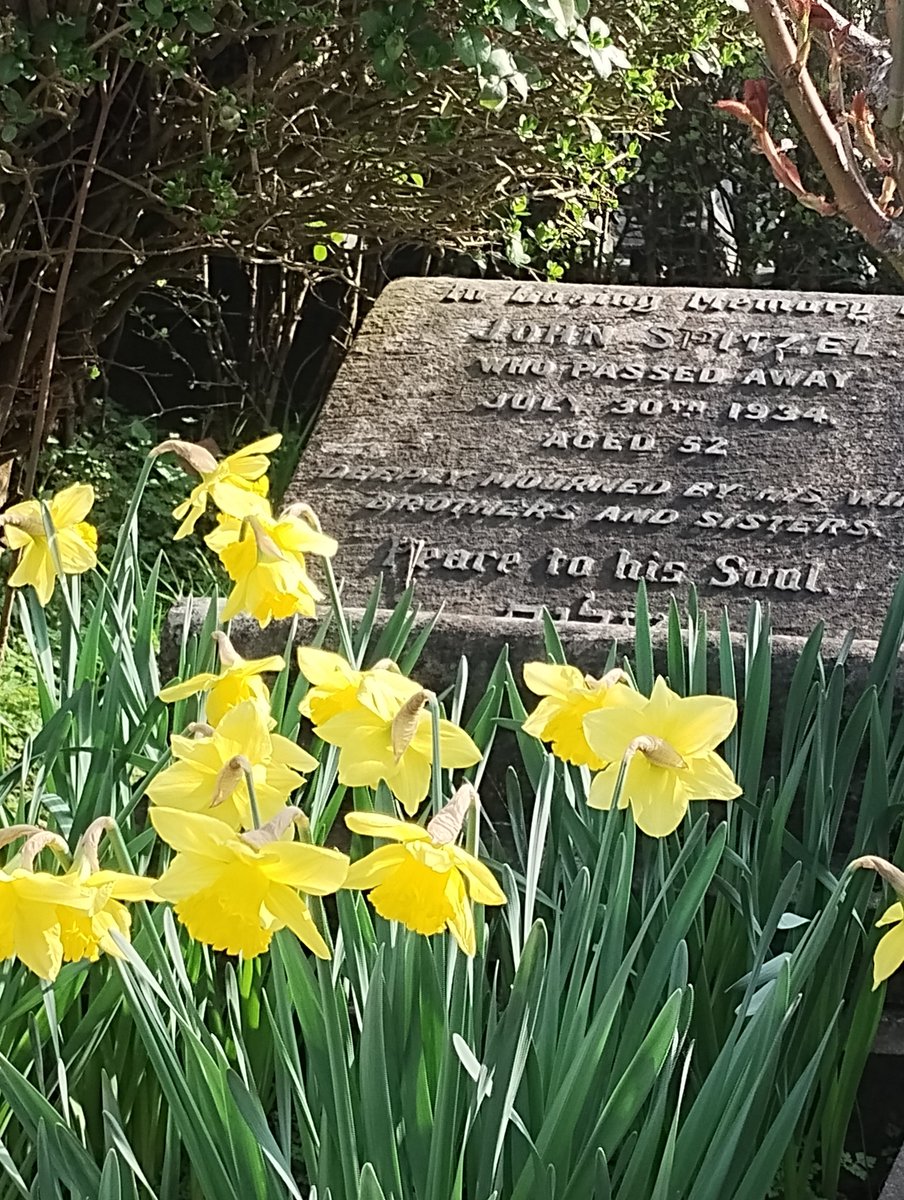 In Loving Memory
JOHN SPITZEL.
WHO PASSED AWAY
JULY 30TH 1934
AGED 52
DEEPLY MOURNED BY HIS WIFE
BROTHERS AND SISTERS.
Peace to his Soul.